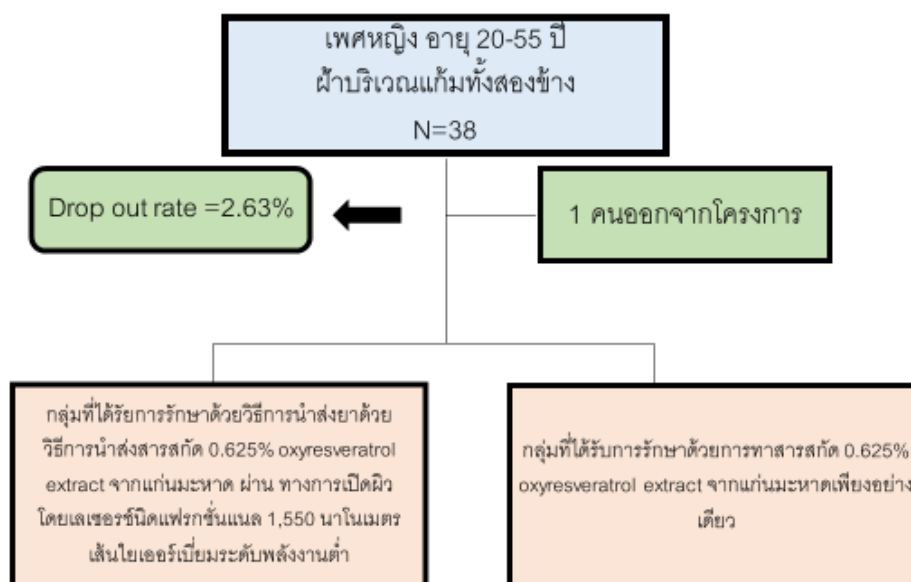 เพศหญิง อายุ 20-55 ปี
ฝ้าบริเวณแก้มทั้งสองข้าง
N=38
Drop out rate =2.63%
1 คนออกจากโครงการ
กลุ่มที่ได้รัยการรักษาด้วยวิธีการนำส่งยาด้วย
วิธีการนำส่งสารสกัด 0.625% oxyresveratrol
extract จากแก่นมะหาด ผ่าน ทางการเปิดผิว
โดยเลเซอร์ชนิดแฟรกชั่นแนล 1,550 นาโนเมตร
เส้นใยเออร์เบี่ยมระดับพลังงานต่ำ
กลุ่มที่ได้รับการรักษาด้วยการทาสารสกัด 0.625%
oxyresveratrol extract จากแก่นมะหาดเพียงอย่าง
เดียว